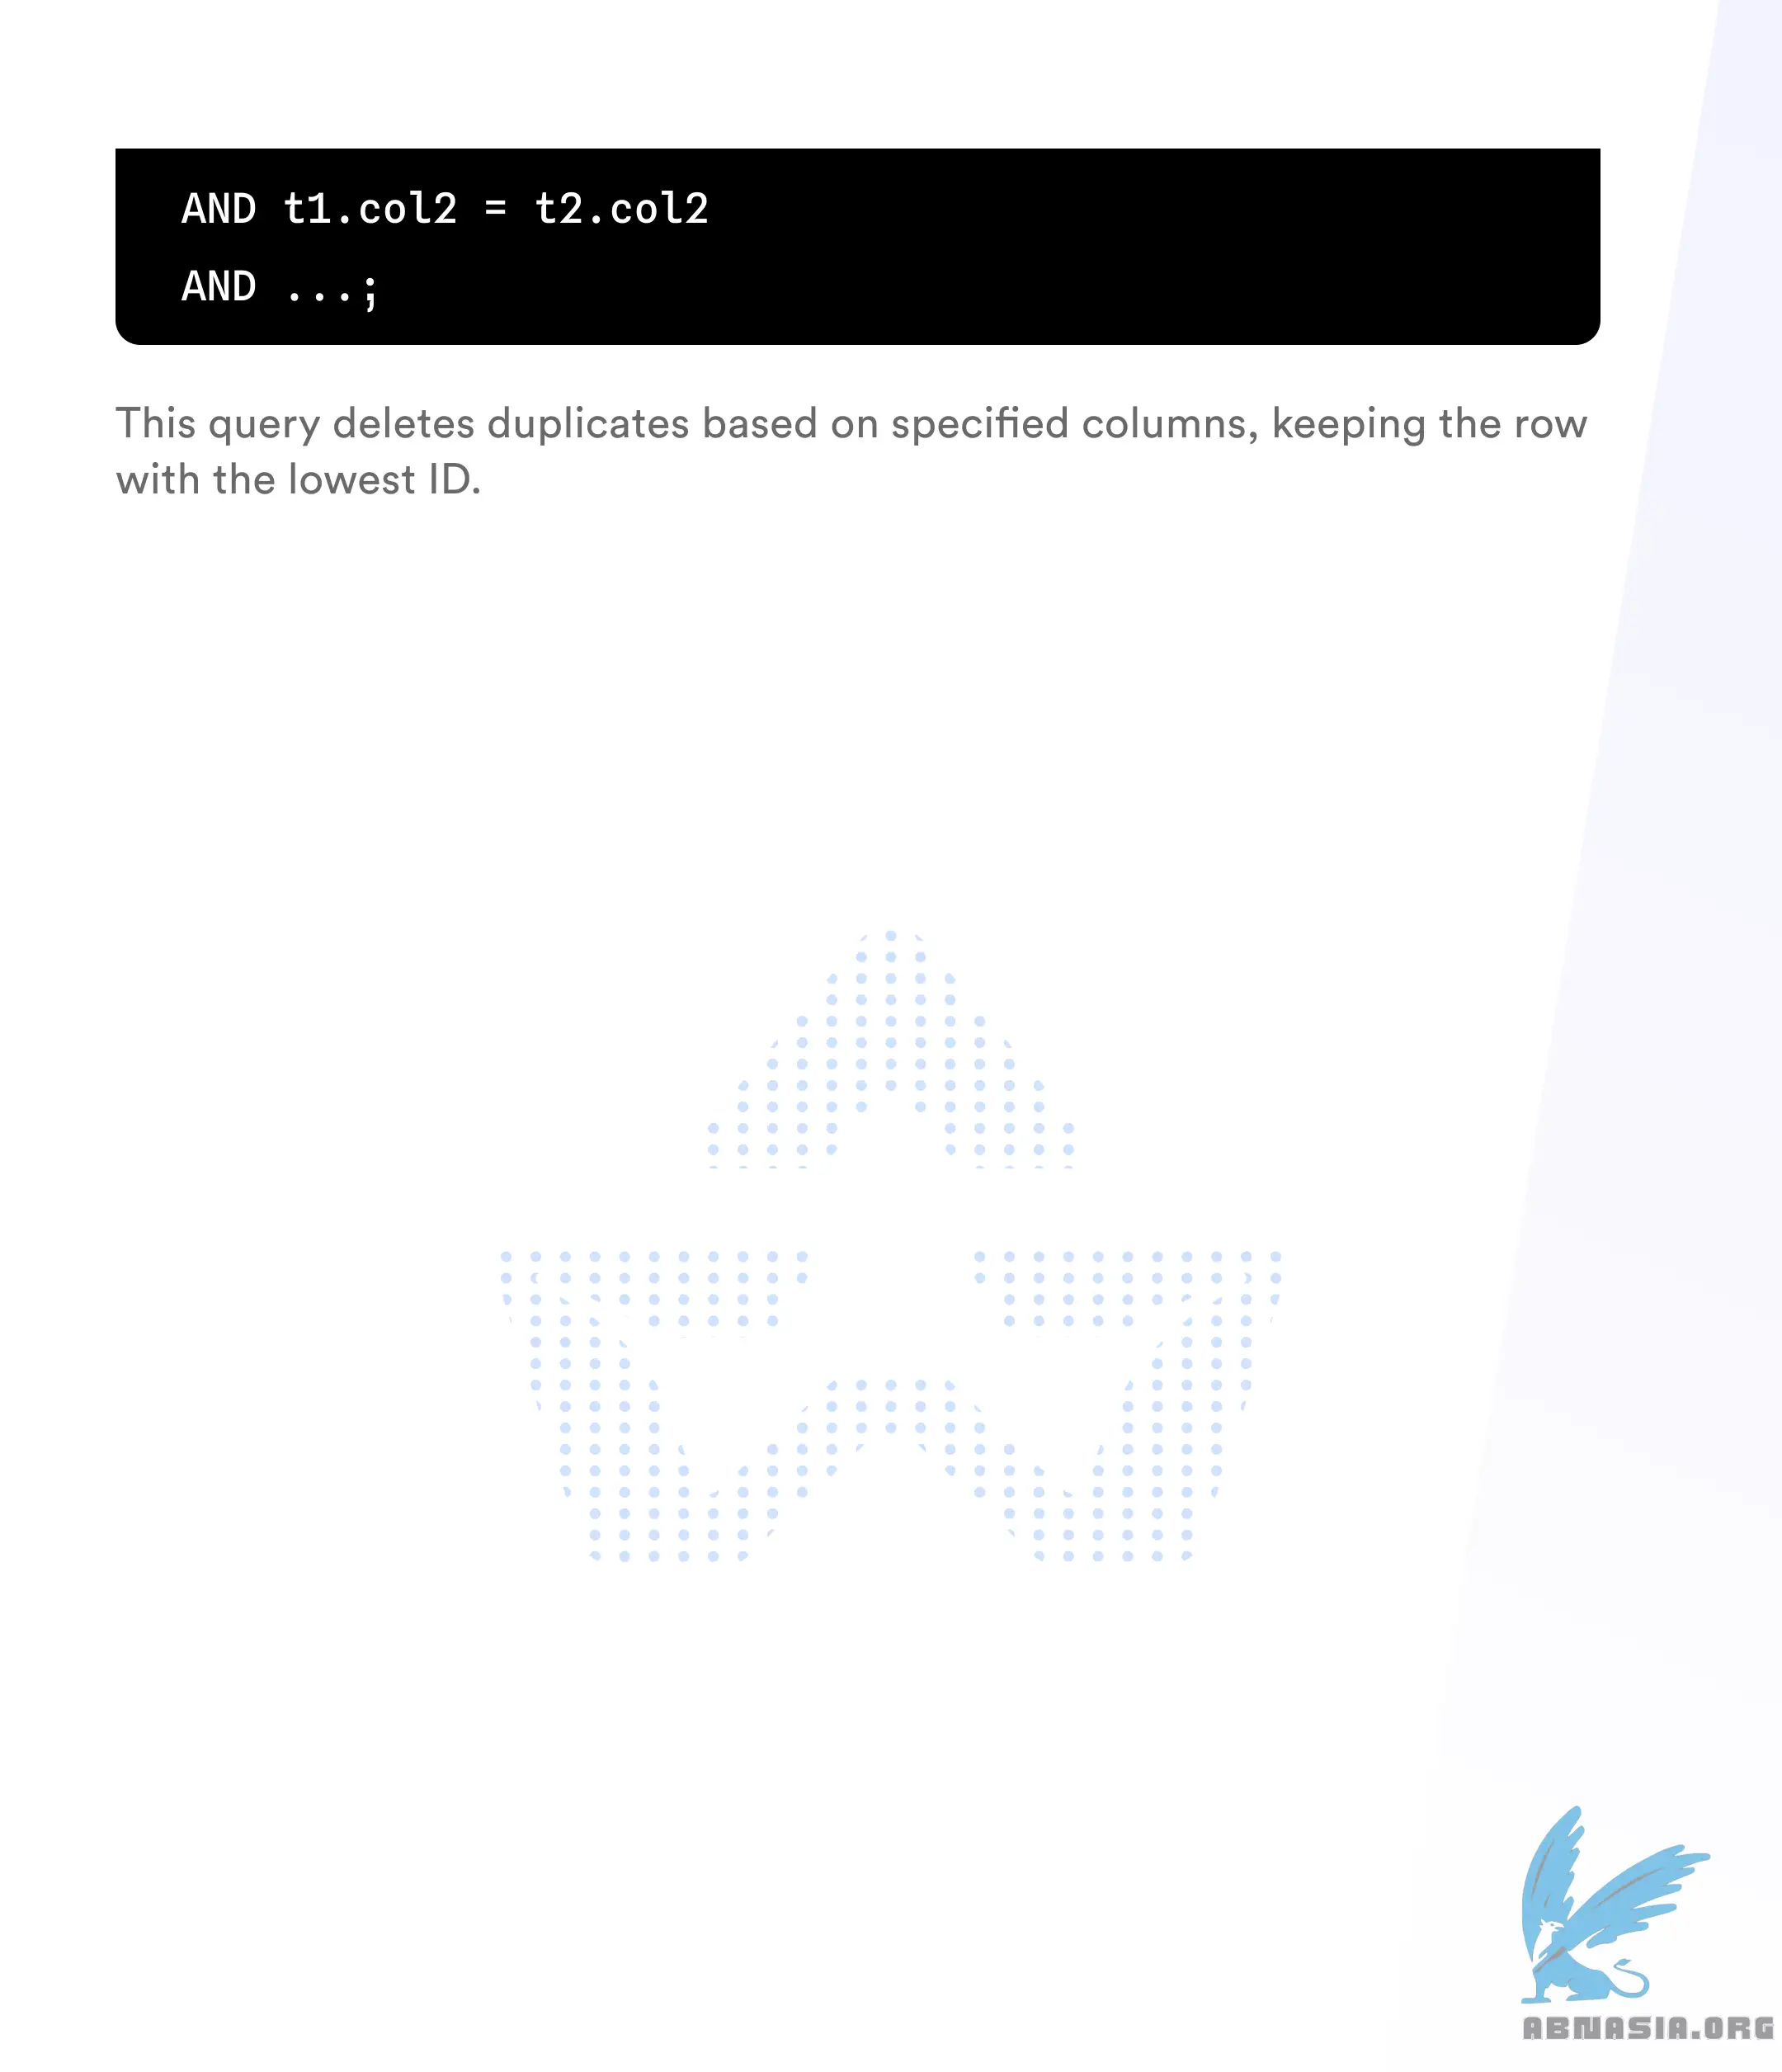 AND t1.col2 = t2.col2
AND ...;
This query deletes duplicates based on specified columns, keeping the row
with the lowest ID.
ABNASIA.ORG